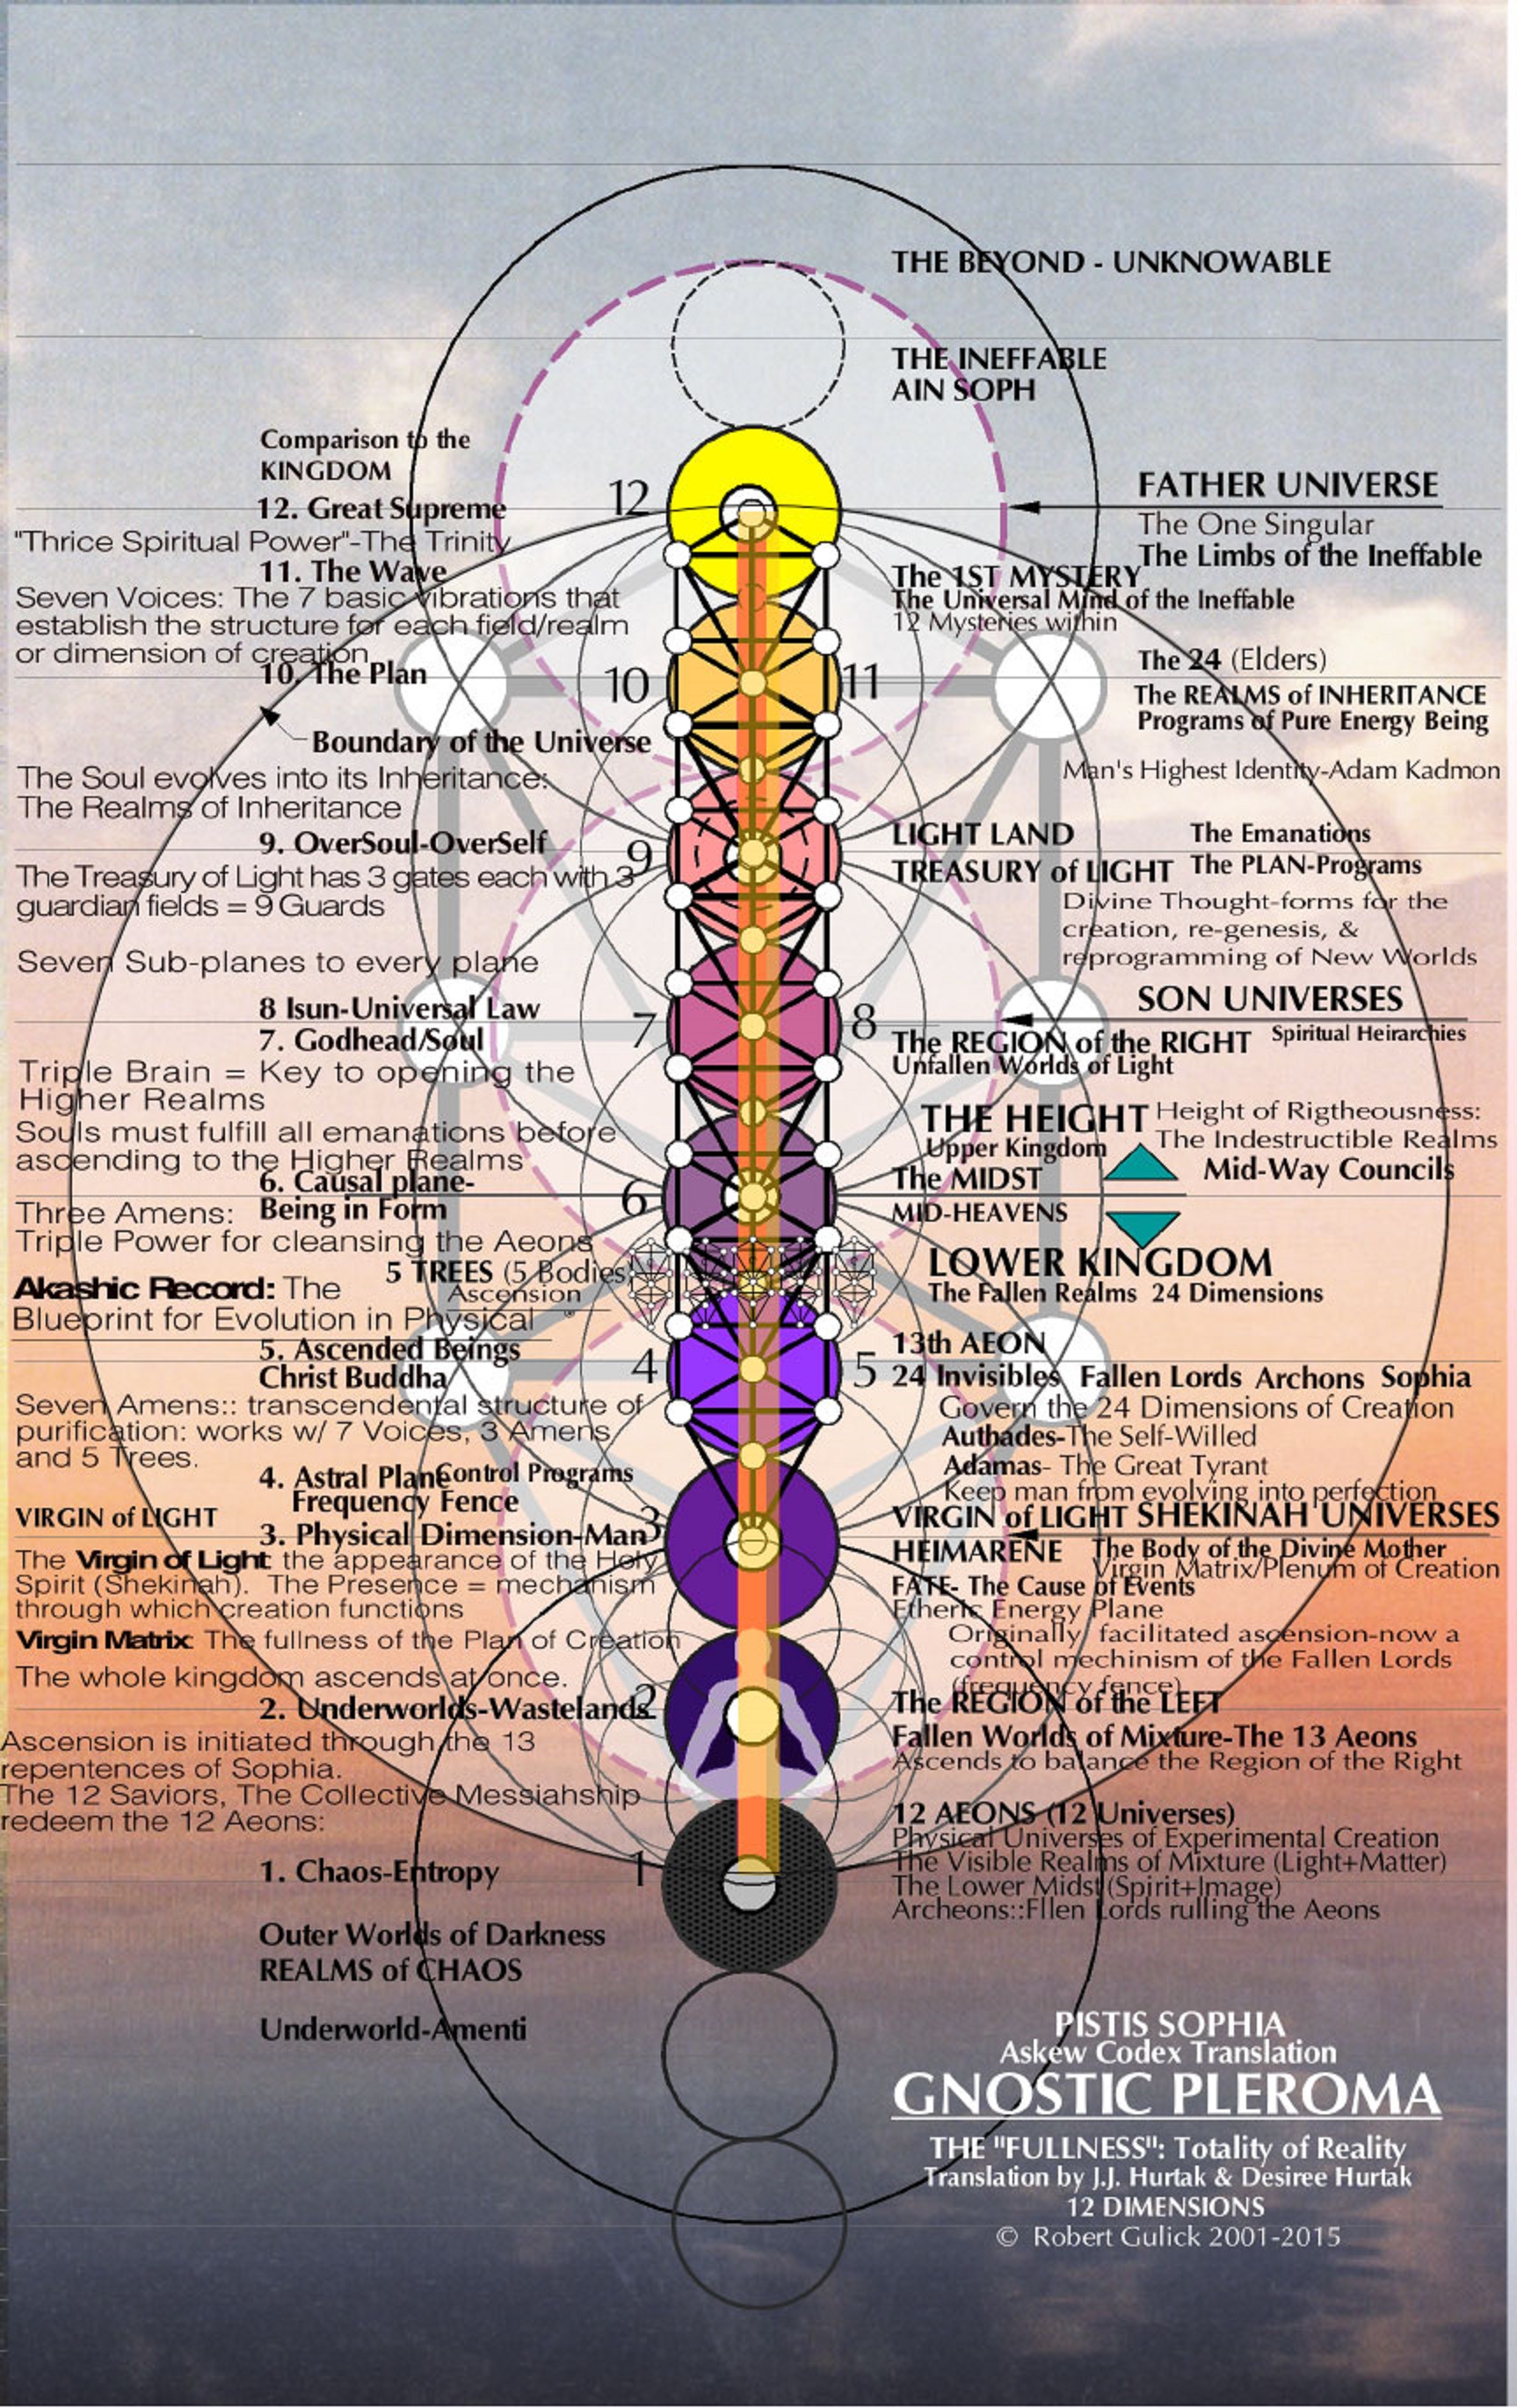 THE BEYOND - UNKNOWABLE
THE INEFFABLE
AIN SOPH
Comparison to the
KINGDOM
12. Great Supreme
12
FATHER UNIVERSE
The One Singular
The Limbs of the Ineffable
"Thrice Spiritual Power"-The Trinity
11. The Wave
Seven Voices: The 7 basic vibrations that
establish the structure for each field/realm
or dimension of creation
The 1ST MYSTERY
The Universal Mind of the Ineffable
12 Mysteries within
10. The Plan
10
11
The 24 (Elders)
The REALMS of INHERITANCE
Programs of Pure Energy Being
Boundary of the Universe
The Soul evolves into its Inheritance:
The Realms of Inheritance
Man's Highest Identity-Adam Kadmon
9. OverSoul-OverSelf
9
The Treasury of Light has 3 gates each with 3
guardian fields = 9 Guards
LIGHT LAND
The Emanations
TREASURY of LIGHT
The PLAN-Programs
Divine Thought-forms for the
creation, re-genesis, &
reprogramming of New Worlds
Seven Sub-planes to every plane
8 Isun-Universal Law
7. Godhead/Soul
7
8
SON UNIVERSES
The REGION of the RIGHT
Spiritual Heirarchies
Unfallen Worlds of Light
Triple Brain = Key to opening the
Higher Realms
Souls must fulfill all emanations before
ascending to the Higher Realms
THE HEIGHT
Upper Kingdom
Height of Rigtheousness:
The Indestructible Realms
The MIDST
Mid-Way Councils
MID-HEAVENS
6. Causal plane-
Being in Form
6
Three Amens:
Triple Power for cleansing the Aeons
5 TREES (5 Bodies)
Ascension
Akashic Record: The
Blueprint for Evolution in Physical
LOWER KINGDOM
The Fallen Realms 24 Dimensions
5. Ascended Beings
Christ Buddha
4
5
13th AEON
24 Invisibles Fallen Lords Archons Sophia
Govern the 24 Dimensions of Creation
Authades-The Self-Willed
Adamas- The Great Tyrant
Keep man from evolving into perfection
Seven Amens:: transcendental structure of
purification: works w/ 7 Voices, 3 Amens
and 5 Trees.
4. Astral Plane
Control Programs
Frequency Fence
VIRGIN of LIGHT
3. Physical Dimension-Man
3
VIRGIN of LIGHT
SHEKINAH UNIVERSES
HEIMARENE
The Body of the Divine Mother
Virgin Matrix/Plenum of Creation
FATE- The Cause of Events
Etheric Energy Plane
Originally facilitated ascension-now a
control mechinism of the Fallen Lords
(frequency fence)
The Virgin of Light: the appearance of the Holy
Spirit (Shekinah). The Presence = mechanism
through which creation functions
Virgin Matrix: The fullness of the Plan of Creation
The whole kingdom ascends at once.
2. Underworlds-Wastelands
2
The REGION of the LEFT
Fallen Worlds of Mixture-The 13 Aeons
Ascends to balance the Region of the Right
Ascension is initiated through the 13
repentences of Sophia.
The 12 Saviors, The Collective Messiahship
redeem the 12 Aeons:
12 AEONS (12 Universes)
Physical Universes of Experimental Creation
The Visible Realms of Mixture (Light+Matter)
The Lower Midst (Spirit+Image)
Archeons::Fllen Lords rulling the Aeons
1. Chaos-Entropy
1
Outer Worlds of Darkness
REALMS of CHAOS
Underworld-Amenti
PISTIS SOPHIA
Askew Codex Translation
GNOSTIC PLEROMA
THE "FULLNESS": Totality of Reality
Translation by J.J. Hurtak & Desiree Hurtak
12 DIMENSIONS
© Robert Gulick 2001-2015